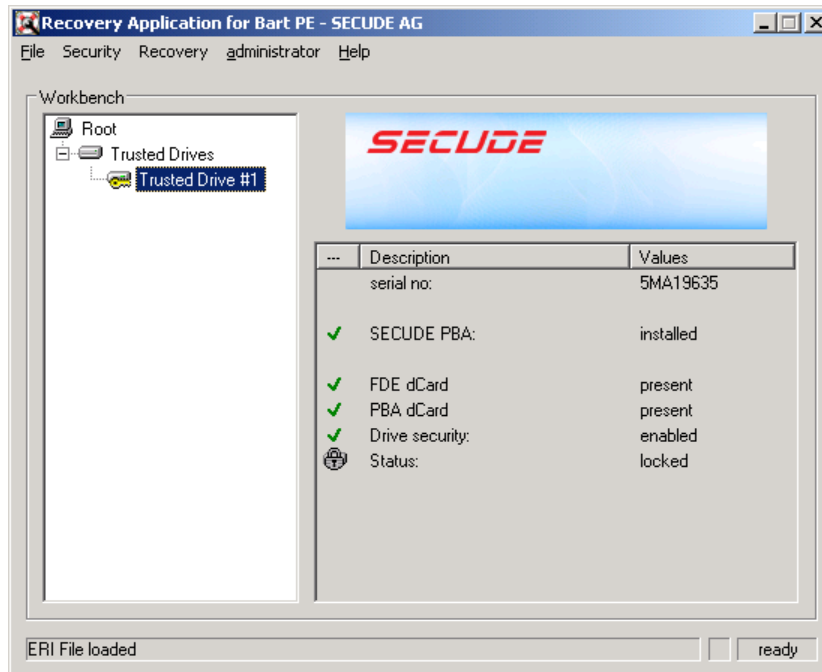 Recovery Application for Bart PE - SECUDE AG
File Security Recovery administrator Help
Workbench
Root
Trusted Drives
Trusted Drive #1
SECUDE
--- Description Values
serial no: 5MA19635
SECUDE PBA: installed
FDE dCard present
PBA dCard present
Drive security: enabled
Status: locked
ERI File loaded ready